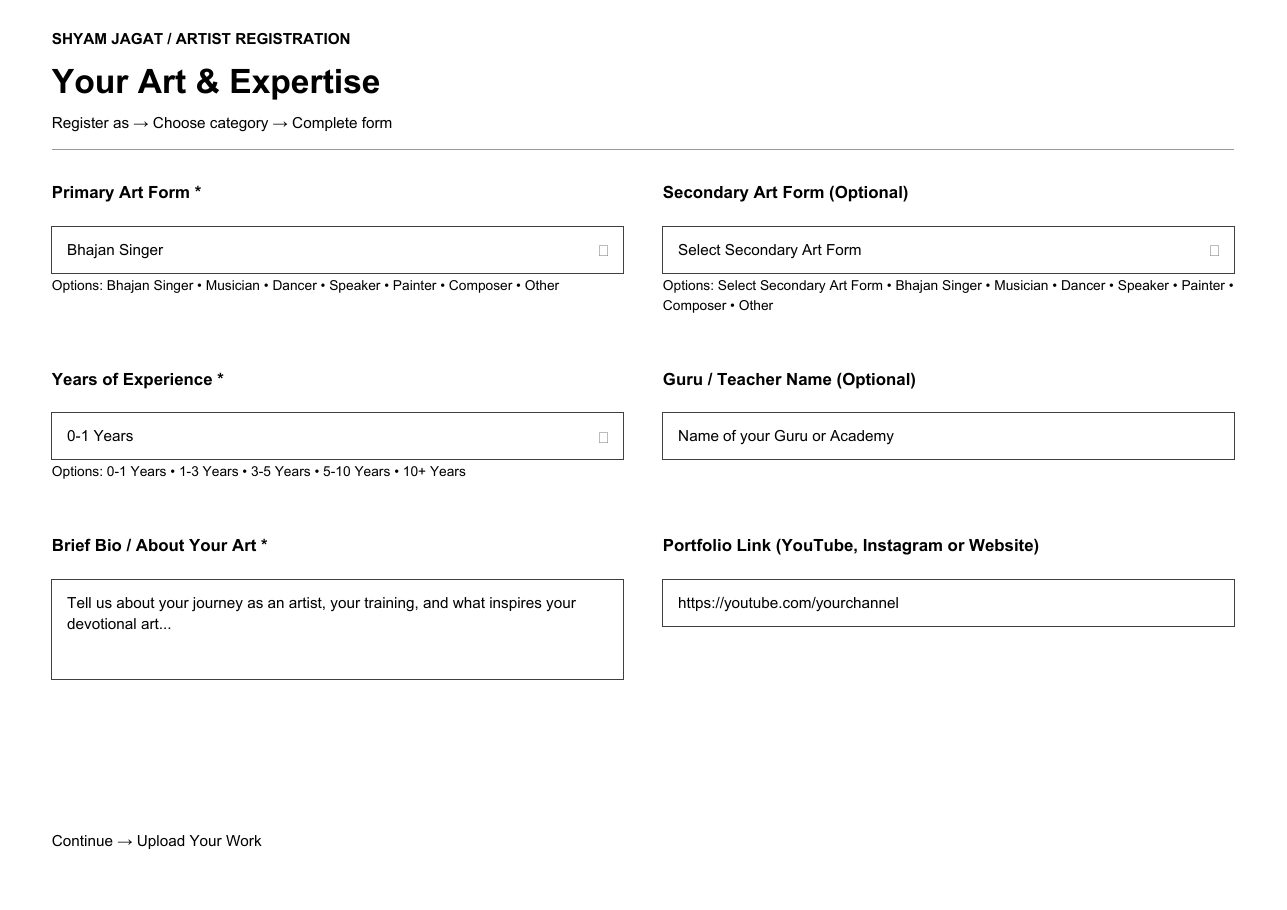 SHYAM JAGAT / ARTIST REGISTRATION
Your Art & Expertise
Register as → Choose category → Complete form
Primary Art Form *
Bhajan Singer
Options: Bhajan Singer • Musician • Dancer • Speaker • Painter • Composer • Other
Secondary Art Form (Optional)
Select Secondary Art Form
Options: Select Secondary Art Form • Bhajan Singer • Musician • Dancer • Speaker • Painter •
Composer • Other
Years of Experience *
0-1 Years
Options: 0-1 Years • 1-3 Years • 3-5 Years • 5-10 Years • 10+ Years
Guru / Teacher Name (Optional)
Name of your Guru or Academy
Brief Bio / About Your Art *
Tell us about your journey as an artist, your training, and what inspires your
devotional art...
Portfolio Link (YouTube, Instagram or Website)
https://youtube.com/yourchannel
Continue → Upload Your Work